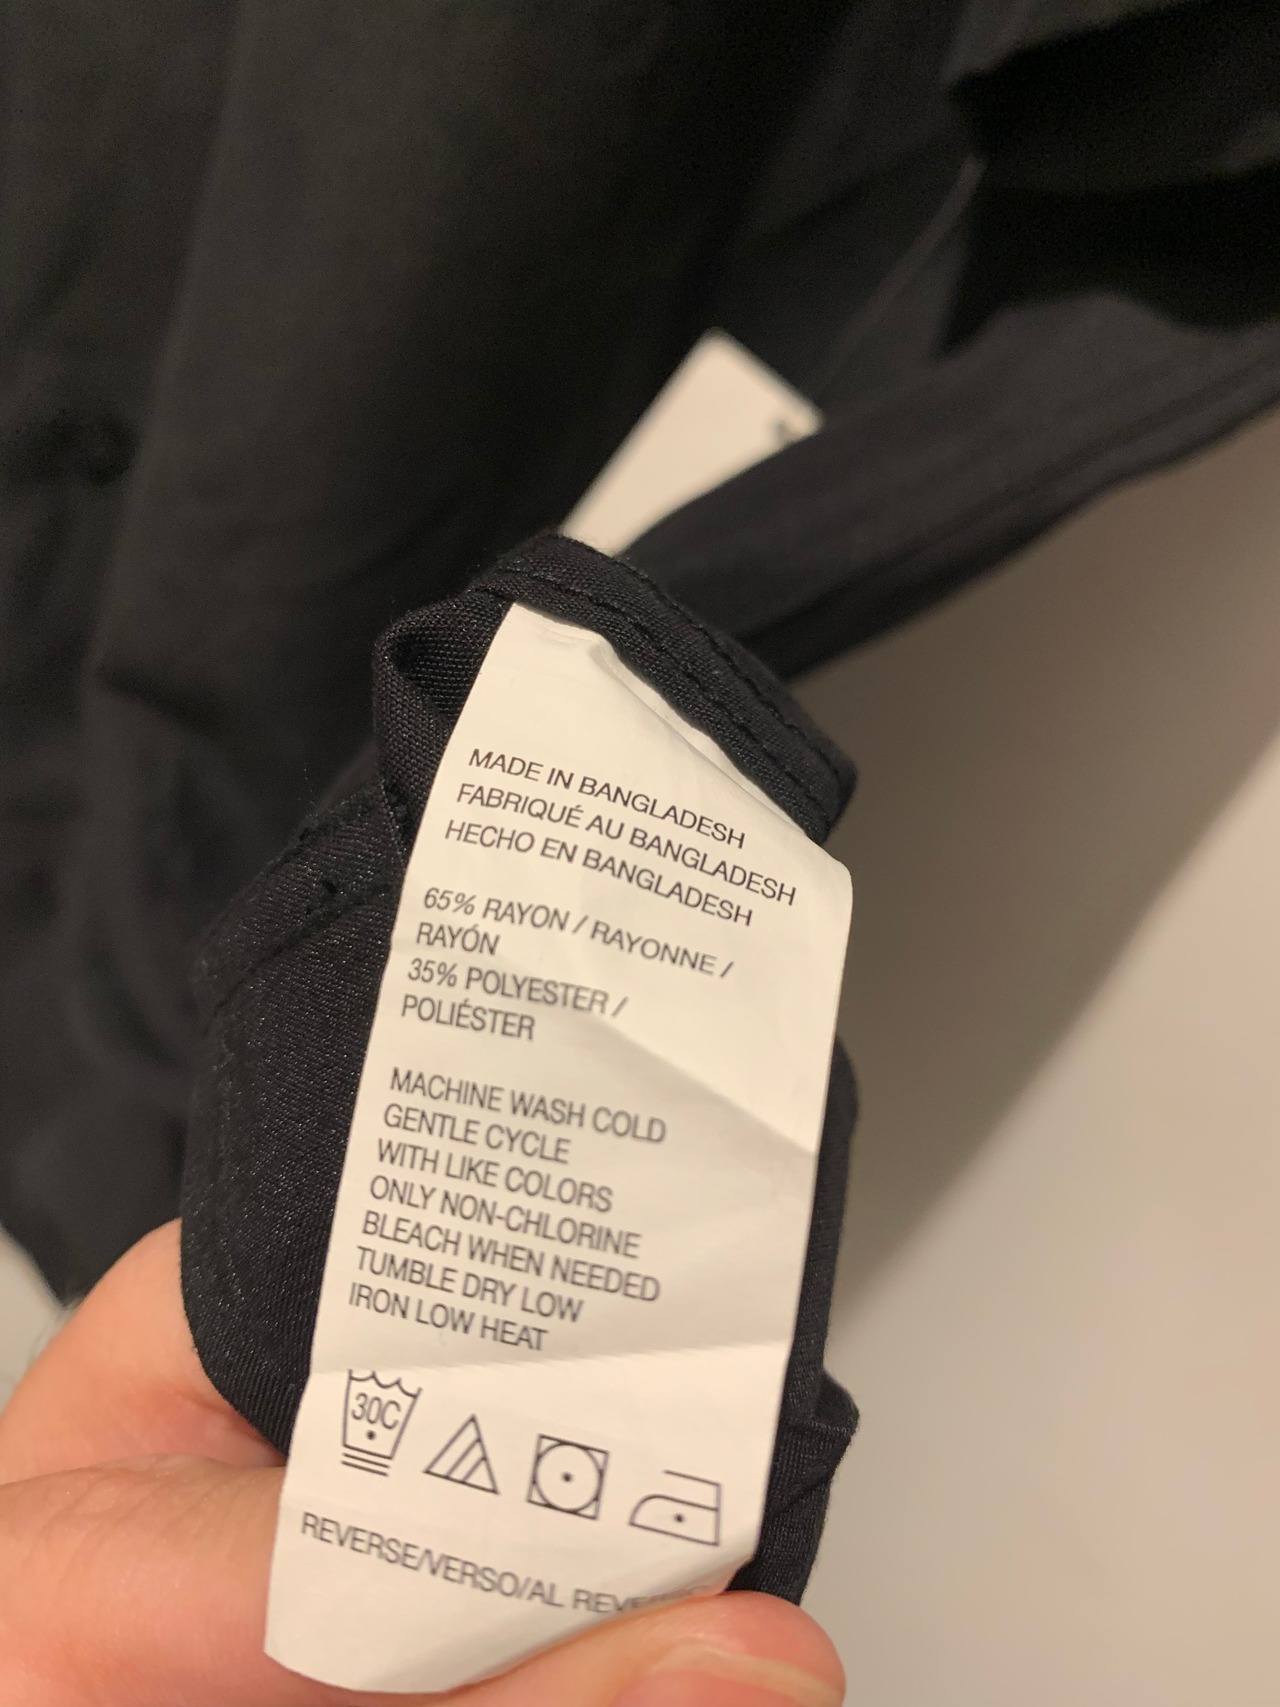 MADE IN BANGLADESH
FABRIQUÉ AU BANGLADESH
HECHO EN BANGLADESH
65% RAYON / RAYONNE /
RAYÓN
35% POLYESTER /
POLIÉSTER
MACHINE WASH COLD
GENTLE CYCLE
WITH LIKE COLORS
ONLY NON-CHLORINE
BLEACH WHEN NEEDED
TUMBLE DRY LOW
IRON LOW HEAT
30C
REVERSE/VERSO/AL